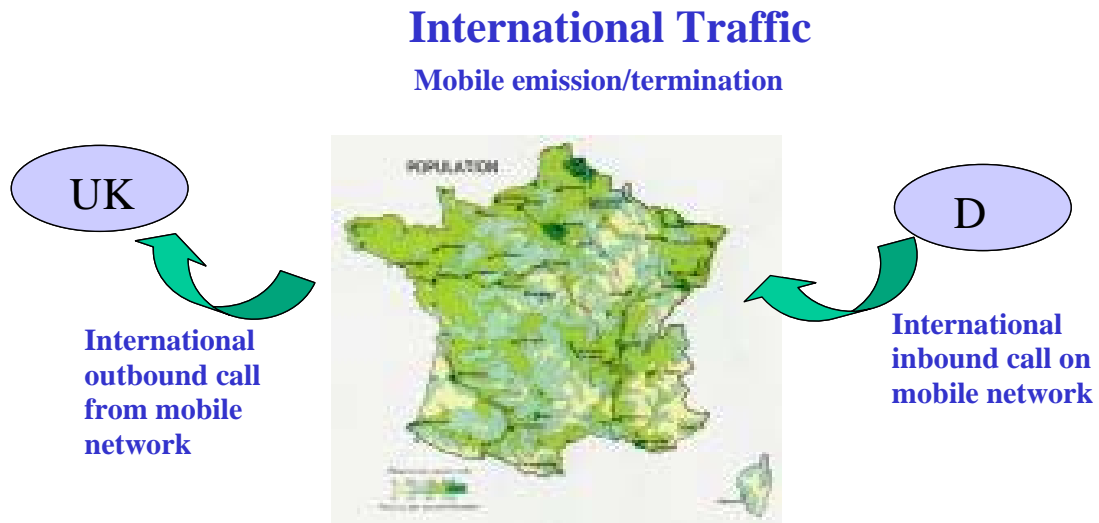 International Traffic
Mobile emission/termination
POPULATION
UK
D
International
outbound call
from mobile
network
International
inbound call on
mobile network